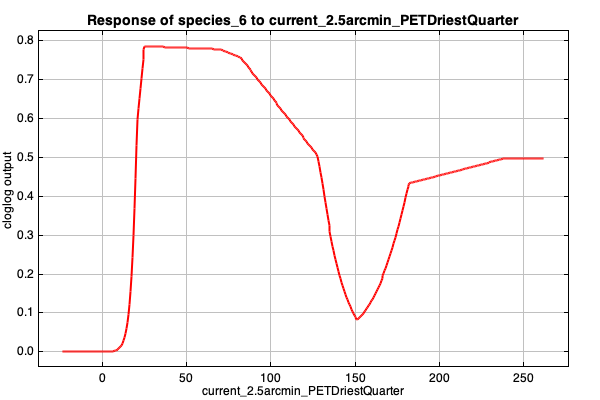 Response of species_6 to current_2.5arcmin_PETDriestQuarter
cloglog output
0.8
0.7
0.6
0.5
0.4
0.3
0.2
0.1
0.0
0 50 100 150 200 250
current_2.5arcmin_PETDriestQuarter